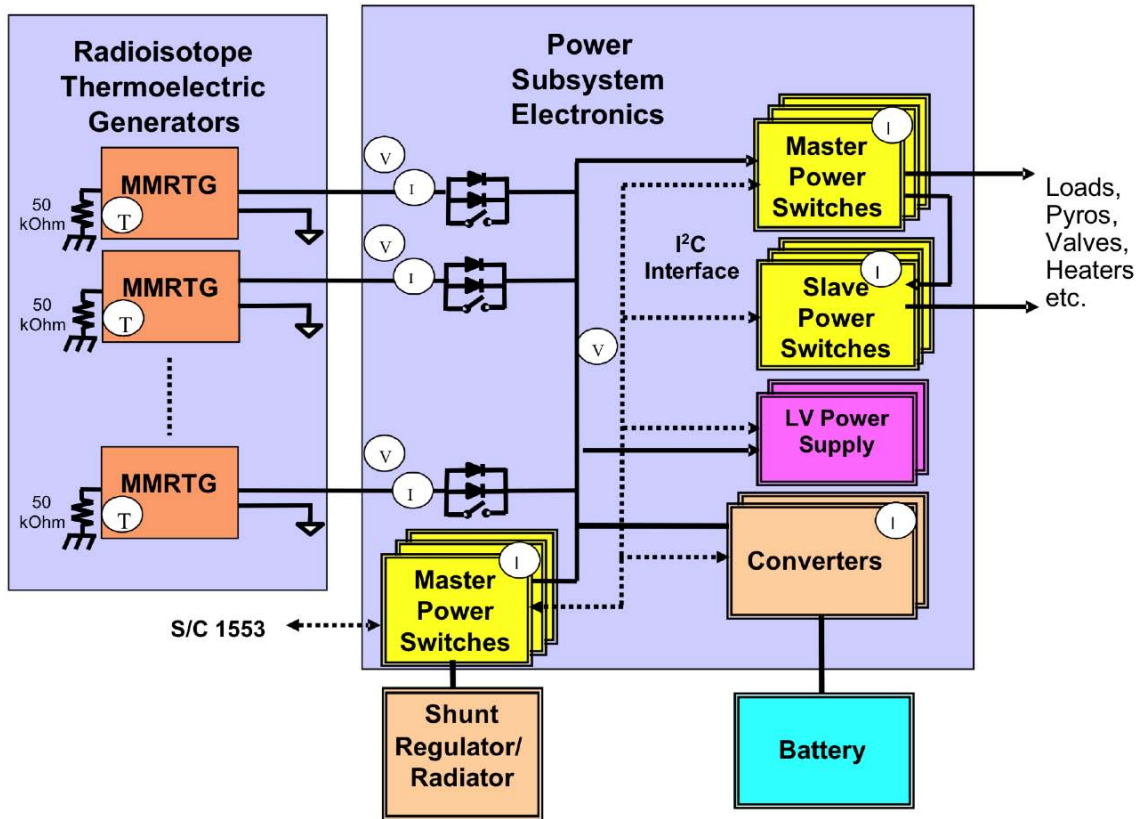 Radioisotope
Thermoelectric
Generators
MMRTG
T
50
kOhm
MMRTG
T
50
kOhm
MMRTG
T
50
kOhm
Power
Subsystem
Electronics
V
I
V
I
V
I
V
I²C
Interface
Master
Power
Switches
I
Slave
Power
Switches
I
LV Power
Supply
Converters
I
Master
Power
Switches
I
S/C 1553
Shunt
Regulator/
Radiator
Battery
Loads,
Pyros,
Valves,
Heaters
etc.